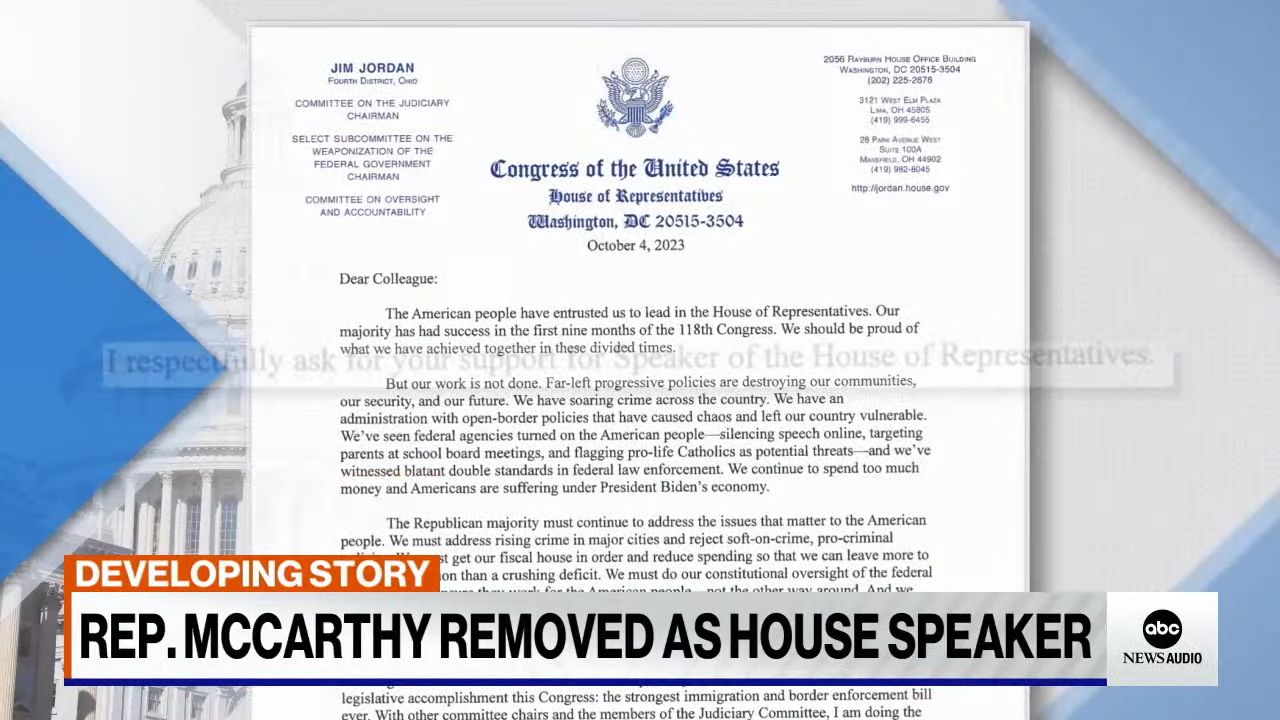 JIM JORDAN
FOURTH DISTRICT, OHIO
COMMITTEE ON THE JUDICIARY
CHAIRMAN
SELECT SUBCOMMITTEE ON THE
WEAPONIZATION OF THE
FEDERAL GOVERNMENT
CHAIRMAN
COMMITTEE ON OVERSIGHT
AND ACCOUNTABILITY
2056 RAYBURN HOUSE OFFICE BUILDING
WASHINGTON, DC 20515-3504
(202) 225-2676
3121 WEST ELM PLAZA
LIMA, OH 45805
(419) 999-6455
28 PARK AVENUE WEST
SUITE 100A
MANSFIELD, OH 44902
(419) 982-8045
http://jordan.house.gov
Congress of the United States
House of Representatives
Washington, DC 20515-3504
October 4, 2023
Dear Colleague:
The American people have entrusted us to lead in the House of Representatives. Our
majority has had success in the first nine months of the 118th Congress. We should be proud of
what we have achieved together in these divided times.
I respectfully ask for your support for Speaker of the House of Representatives.
But our work is not done. Far-left progressive policies are destroying our communities,
our security, and our future. We have soaring crime across the country. We have an
administration with open-border policies that have caused chaos and left our country vulnerable.
We've seen federal agencies turned on the American people—silencing speech online, targeting
parents at school board meetings, and flagging pro-life Catholics as potential threats—and we've
witnessed blatant double standards in federal law enforcement. We continue to spend too much
money and Americans are suffering under President Biden's economy.
The Republican majority must continue to address the issues that matter to the American
people. We must address rising crime in major cities and reject soft-on-crime, pro-criminal
get our fiscal house in order and reduce spending so that we can leave more to
than a crushing deficit. We must do our constitutional oversight of the federal
they work for the American people—not the other way around. And we
DEVELOPING STORY
REP. MCCARTHY REMOVED AS HOUSE SPEAKER
abc
NEWS AUDIO
legislative accomplishment this Congress: the strongest immigration and border enforcement bill
ever. With other committee chairs and the members of the Judiciary Committee, I am doing the